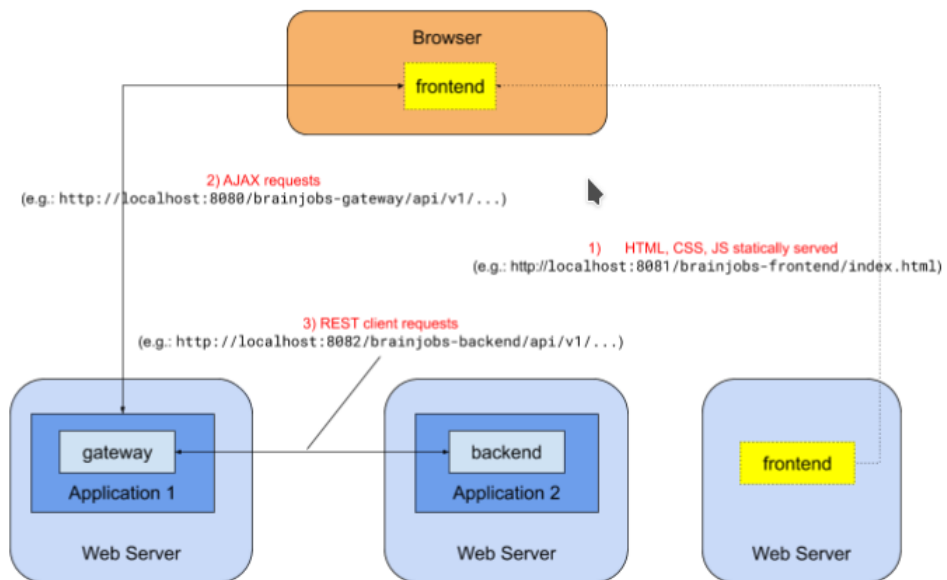 Browser
frontend
2) AJAX requests
(e.g.: http://localhost:8080/brainjobs-gateway/api/v1/...)
1) HTML, CSS, JS statically served
(e.g.: http://localhost:8081/brainjobs-frontend/index.html)
3) REST client requests
(e.g.: http://localhost:8082/brainjobs-backend/api/v1/...)
gateway
Application 1
Web Server
backend
Application 2
Web Server
frontend
Web Server